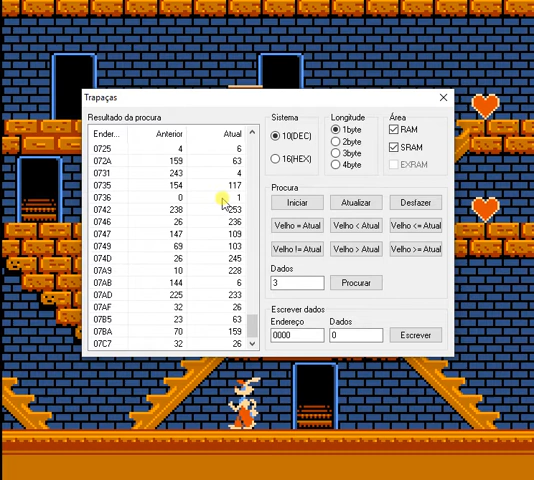 Trapaças
Resultado da procura
Ender... Anterior Atual
0725 4 6
072A 159 63
0731 243 4
0735 154 117
0736 0 1
0742 238 253
0746 26 236
0747 147 109
0749 69 103
074D 26 245
07A9 10 228
07AB 144 6
07AD 225 233
07AF 32 26
07B5 23 63
07BA 70 159
07C7 32 26
Sistema
10(DEC)
16(HEX)
Longitude
1byte
2byte
3byte
4byte
Área
RAM
SRAM
EXRAM
Procura
Iniciar Atualizar Desfazer
Velho = Atual Velho < Atual Velho <= Atual
Velho != Atual Velho > Atual Velho >= Atual
Dados
3 Procurar
Escrever dados
Endereço Dados
0000 0 Escrever